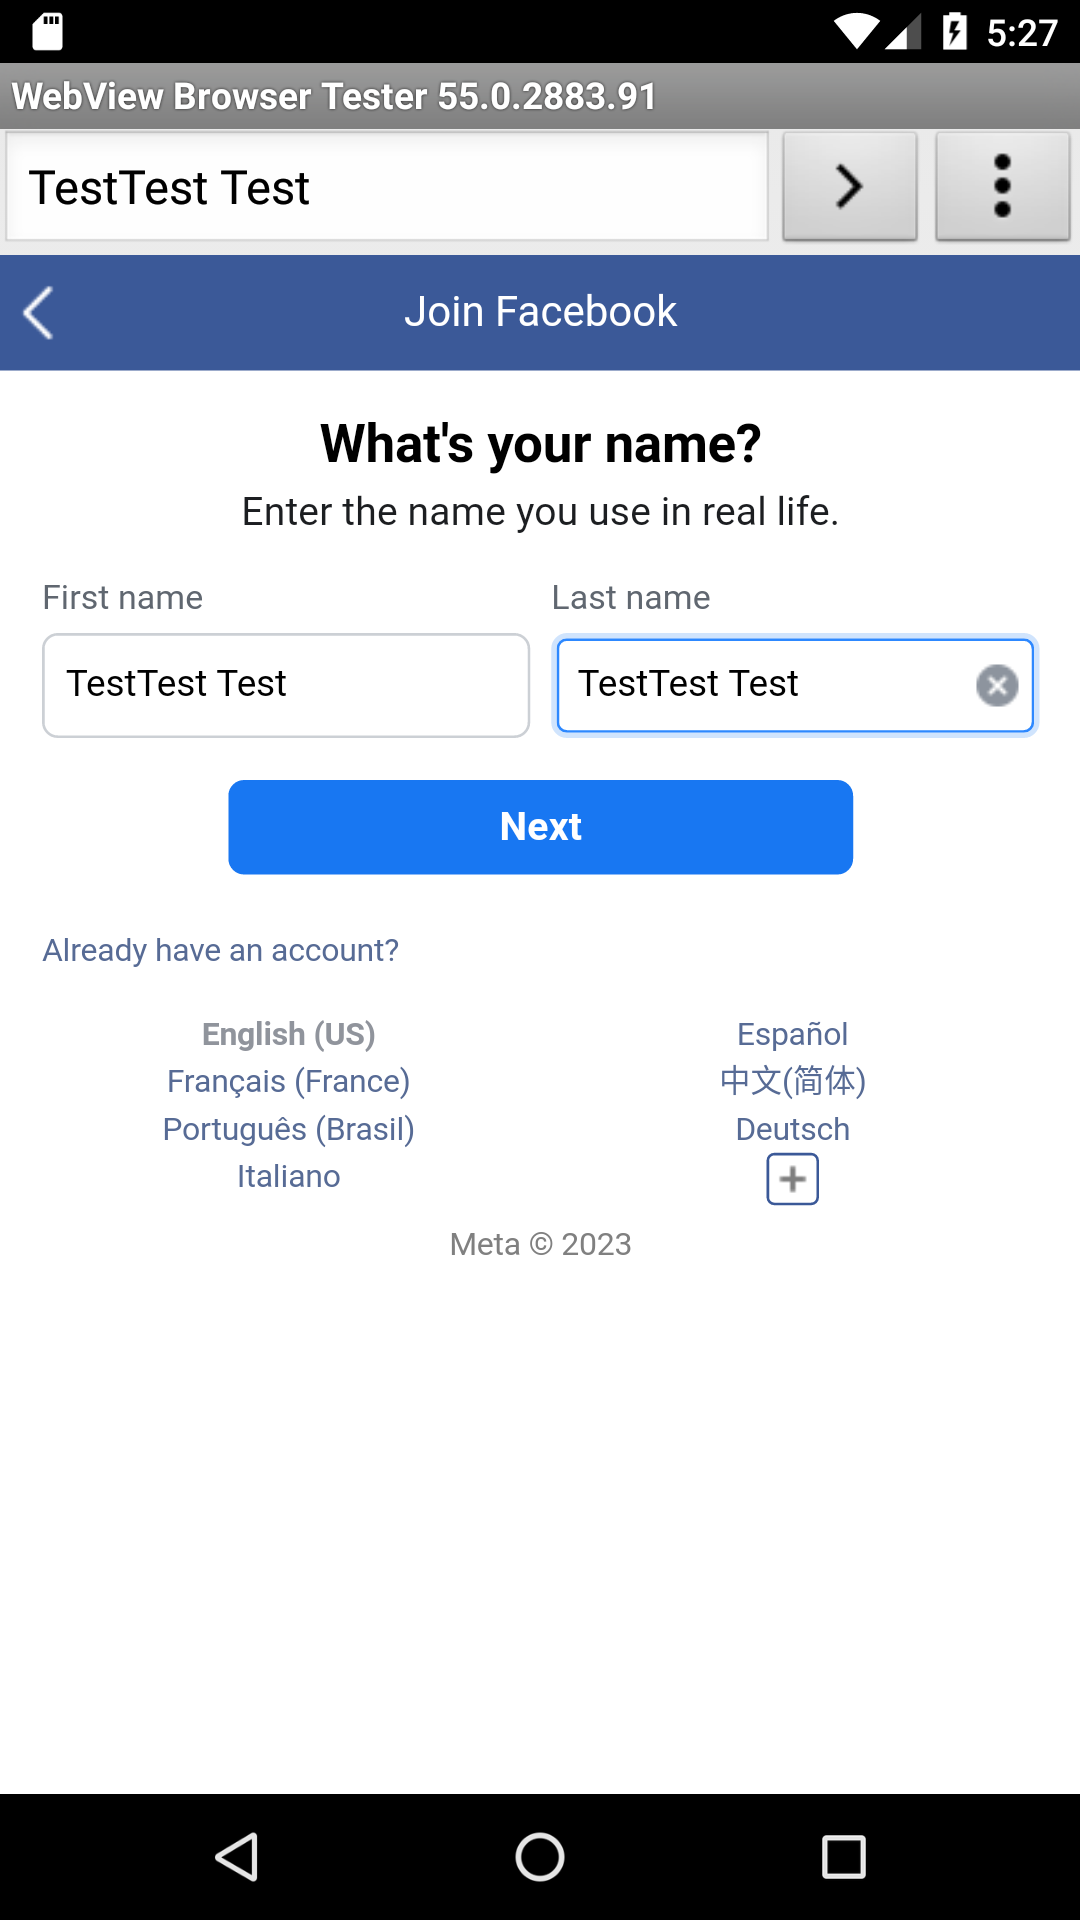 5:27
WebView Browser Tester 55.0.2883.91
TestTest Test
Join Facebook
What's your name?
Enter the name you use in real life.
First name Last name
TestTest Test TestTest Test
Next
Already have an account?
English (US) Español
Français (France) 中文(简体)
Português (Brasil) Deutsch
Italiano
Meta © 2023